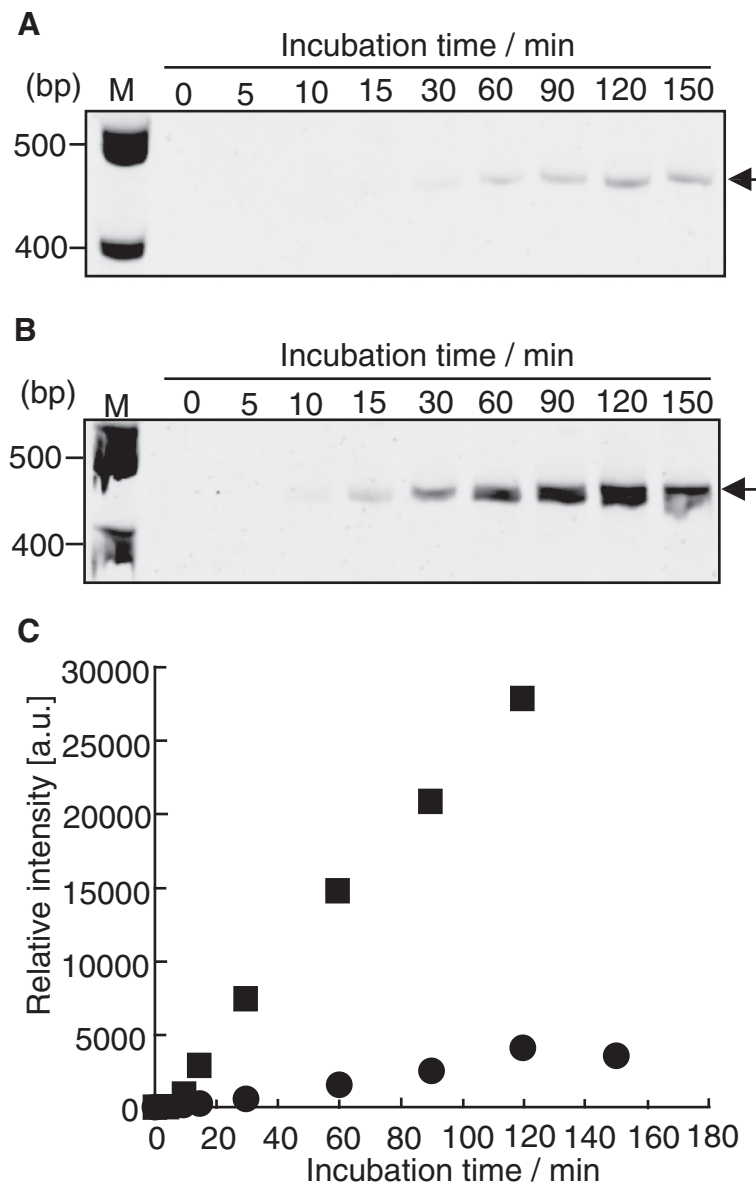 A
Incubation time / min
(bp) M 0 5 10 15 30 60 90 120 150
500
400
B
Incubation time / min
(bp) M 0 5 10 15 30 60 90 120 150
500
400
C
30000
25000
20000
15000
10000
5000
0
Relative intensity [a.u.]
0 20 40 60 80 100 120 140 160 180
Incubation time / min